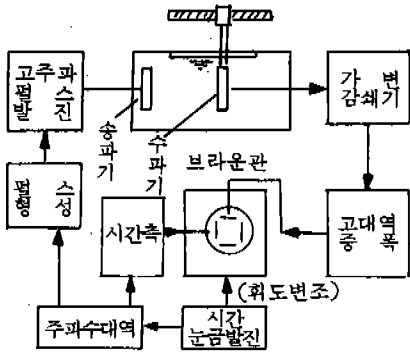 고주파
펄 스
발 진
송파기
수파기
가 변
감쇄기
펄 스
형 성
브라운관
시간축
고대역
증 폭
(휘도변조)
주파수대역
시간
눈금발진